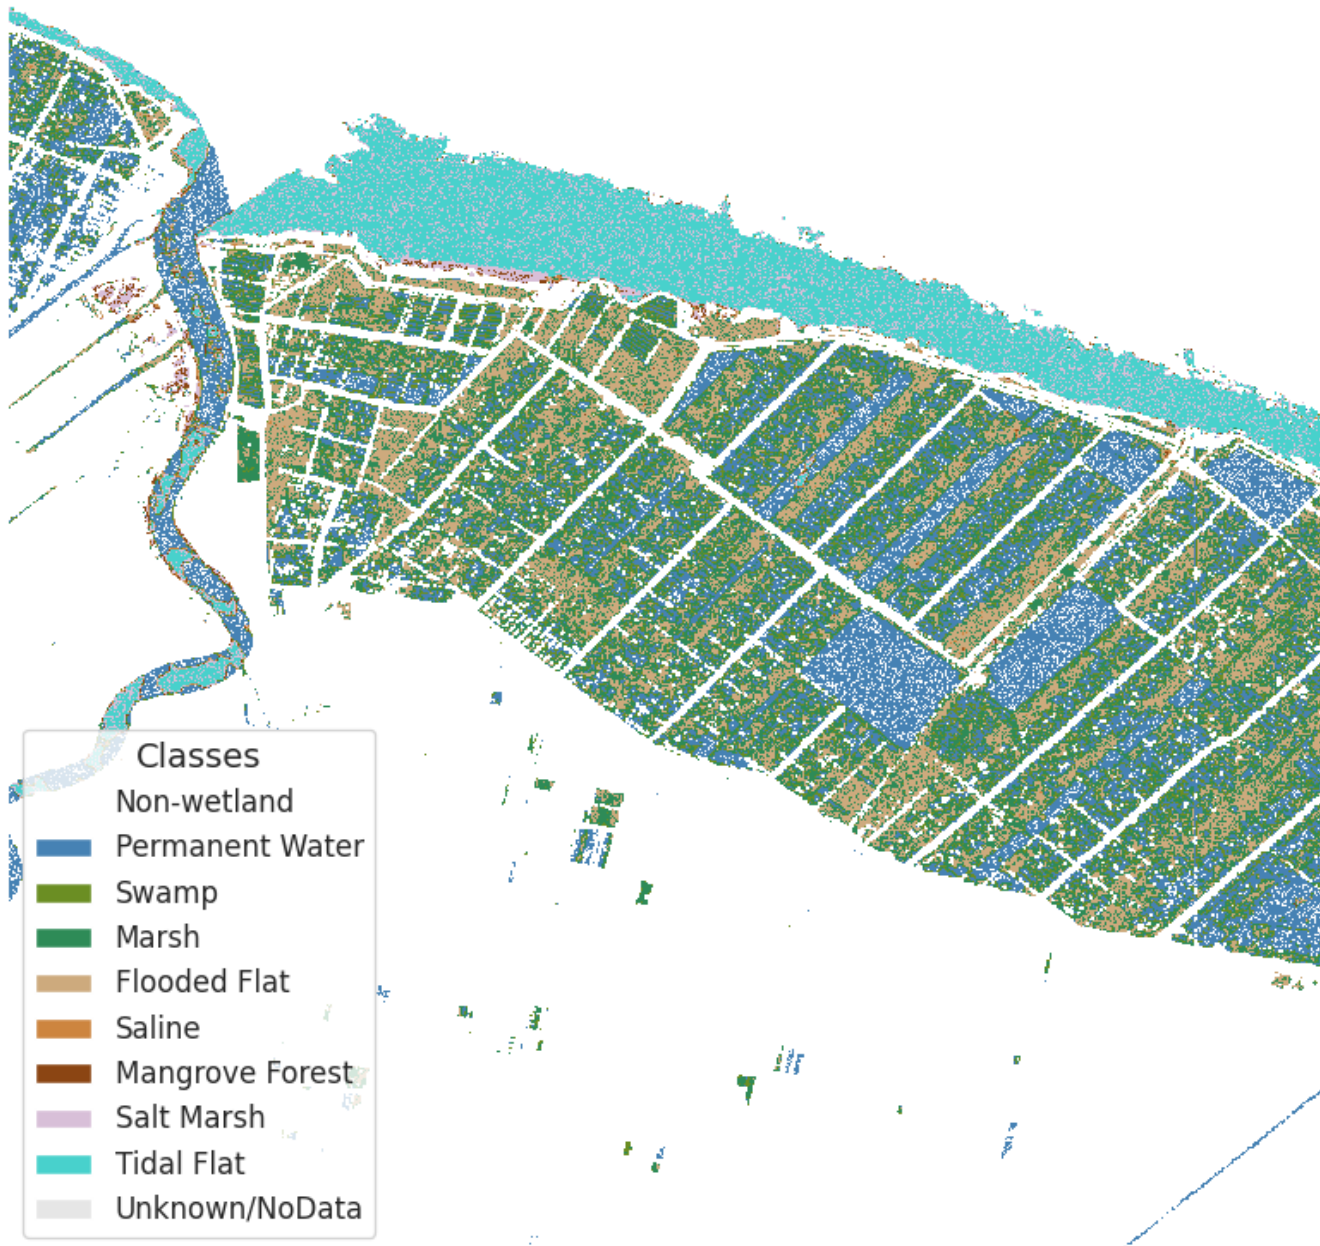 Classes
Non-wetland
Permanent Water
Swamp
Marsh
Flooded Flat
Saline
Mangrove Forest
Salt Marsh
Tidal Flat
Unknown/NoData